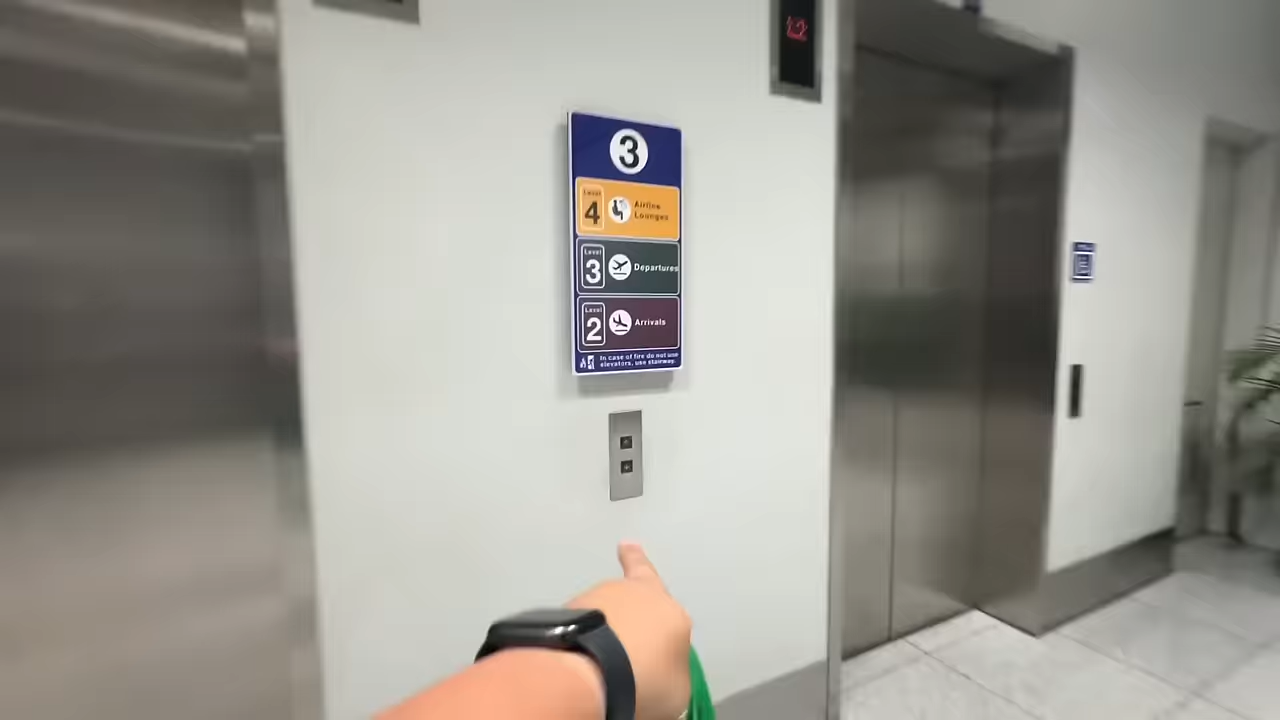 3
Level
4
Airline
Lounges
Level
3
Departures
Level
2
Arrivals
In case of fire do not use
elevators, use stairway.